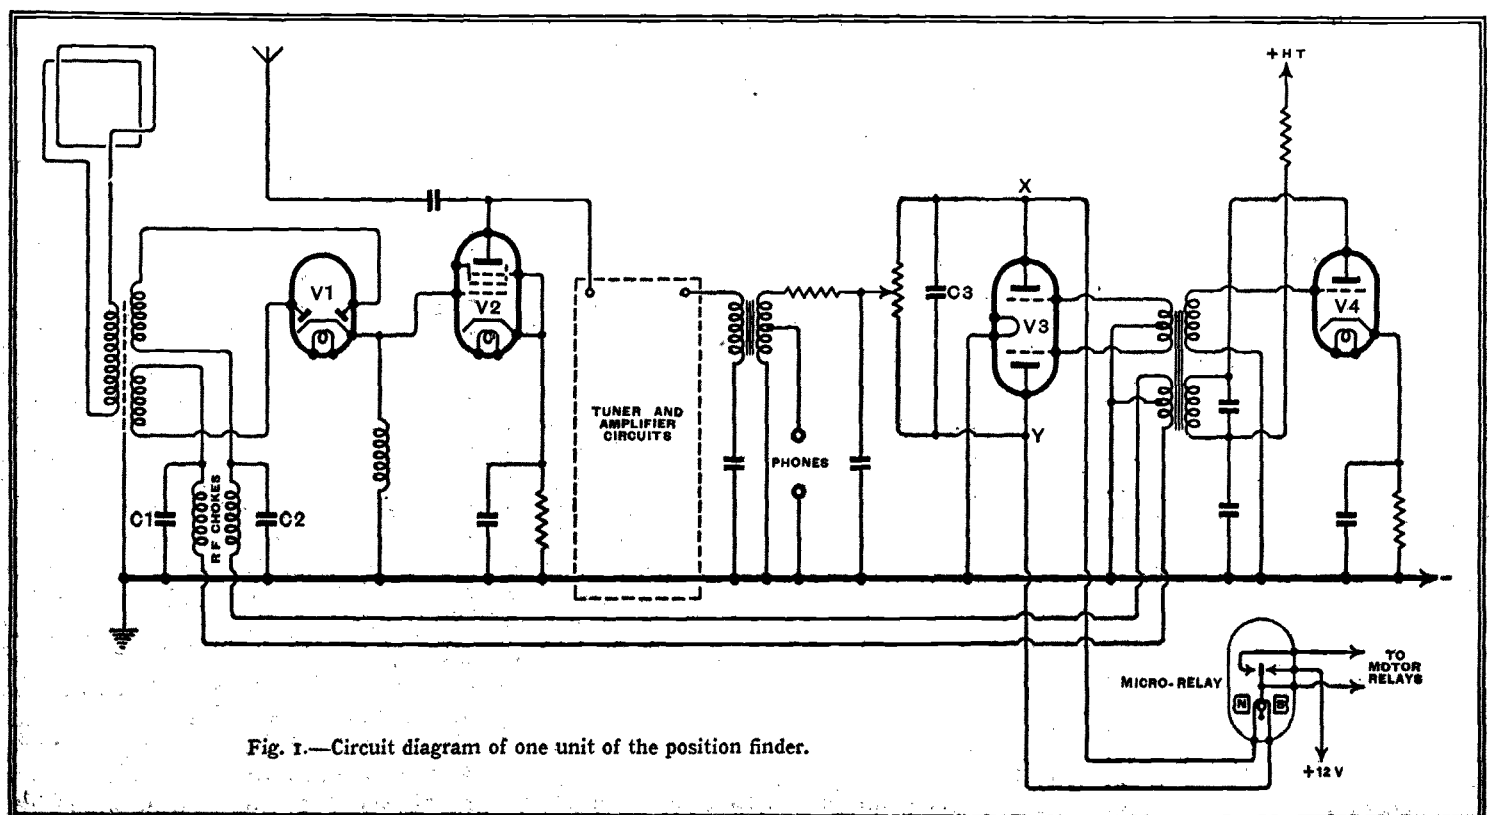 +HT
X
V1
V2
C3
V3
V4
TUNER AND
AMPLIFIER
CIRCUITS
Y
PHONES
C1
RF CHOKES
C2
MICRO-RELAY
TO
MOTOR
RELAYS
N
S
+12V
Fig. 1.—Circuit diagram of one unit of the position finder.